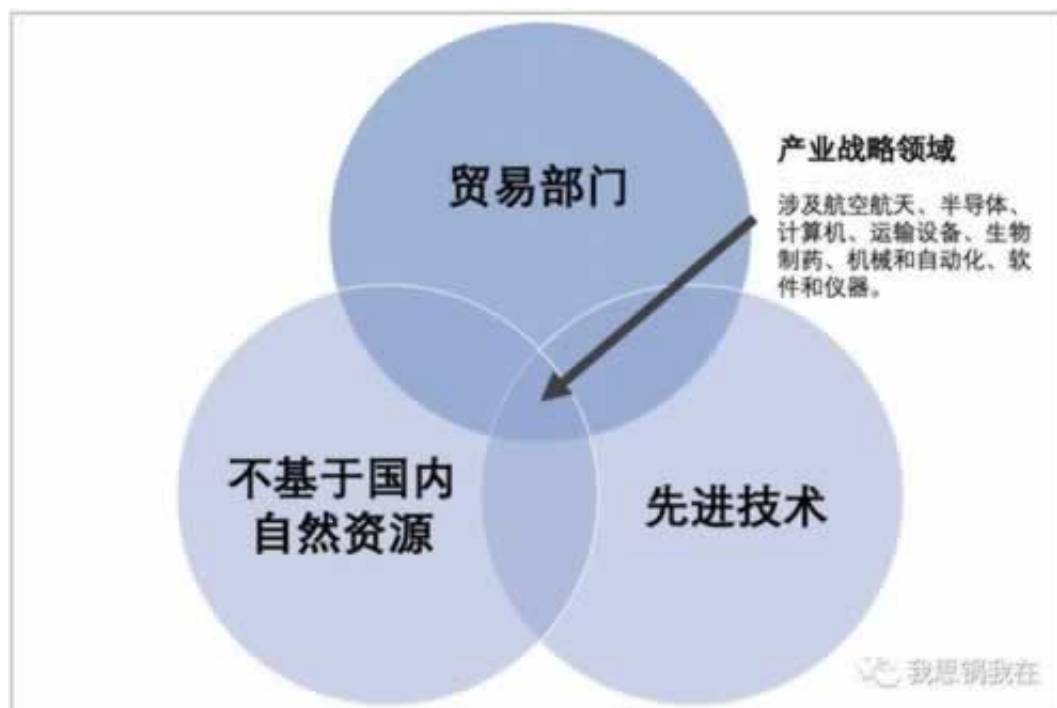 贸易部门
产业战略领域
涉及航空航天、半导体、
计算机、运输设备、生物
制药、机械和自动化、软
件和仪器。
不基于国内
自然资源
先进技术
我思锅我在